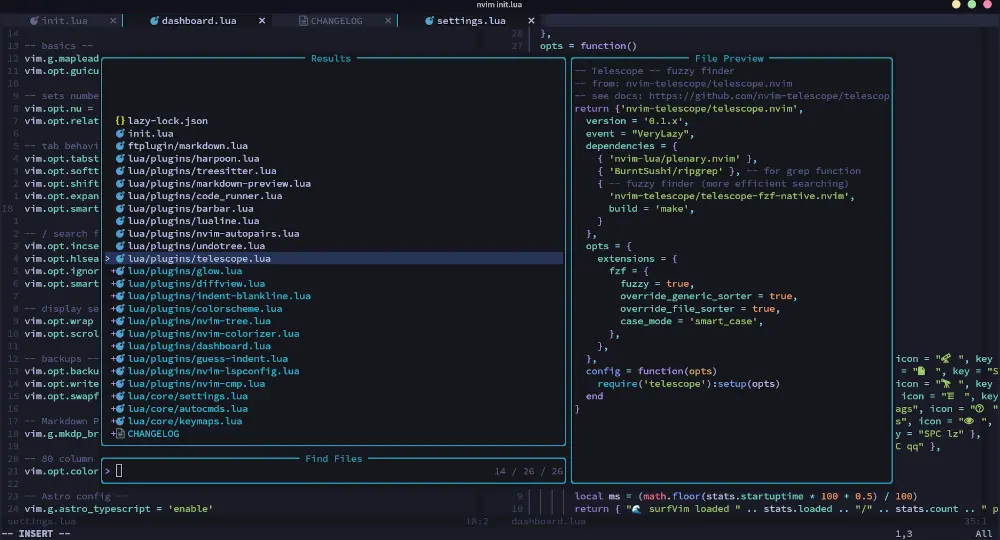 nvim init.lua
init.lua ✕ dashboard.lua ✕ CHANGELOG ✕ settings.lua ✕
14
13 -- basics --
12 vim.g.maplead
11 vim.opt.guicu
10
9 -- sets numbe
8 vim.opt.nu =
7 vim.opt.relat
6
5 -- tab behavi
4 vim.opt.tabst
3 vim.opt.softt
2 vim.opt.shift
1 vim.opt.expan
18 vim.opt.smart
1
2 -- / search f
3 vim.opt.incse
4 vim.opt.hlsea
5 vim.opt.ignor
6 vim.opt.smart
7
8 -- display se
9 vim.opt.wrap
10 vim.opt.scrol
11
12 -- backups --
13 vim.opt.backu
14 vim.opt.write
15 vim.opt.swapf
16
17 -- Markdown P
18 vim.g.mkdp_br
19
20 -- 80 column
21 vim.opt.color
22
23 -- Astro config --
24 vim.g.astro_typescript = 'enable'
settings.lua 18:2
-- INSERT --
Results
{} lazy-lock.json
init.lua
ftplugin/markdown.lua
lua/plugins/harpoon.lua
lua/plugins/treesitter.lua
lua/plugins/markdown-preview.lua
lua/plugins/code_runner.lua
lua/plugins/barbar.lua
lua/plugins/lualine.lua
lua/plugins/nvim-autopairs.lua
lua/plugins/undotree.lua
> lua/plugins/telescope.lua
+ lua/plugins/glow.lua
+ lua/plugins/diffview.lua
+ lua/plugins/indent-blankline.lua
+ lua/plugins/colorscheme.lua
+ lua/plugins/nvim-tree.lua
+ lua/plugins/nvim-colorizer.lua
+ lua/plugins/dashboard.lua
+ lua/plugins/guess-indent.lua
+ lua/plugins/nvim-lspconfig.lua
+ lua/plugins/nvim-cmp.lua
+ lua/core/settings.lua
+ lua/core/autocmds.lua
+ lua/core/keymaps.lua
+ CHANGELOG
Find Files
> 14 / 26 / 26
28 },
27 opts = function()
File Preview
-- Telescope -- fuzzy finder
-- from: nvim-telescope/telescope.nvim
-- see docs: https://github.com/nvim-telescope/telescop
return {'nvim-telescope/telescope.nvim',
version = '0.1.x',
event = "VeryLazy",
dependencies = {
{ 'nvim-lua/plenary.nvim' },
{ 'BurntSushi/ripgrep' }, -- for grep function
{ -- fuzzy finder (more efficient searching)
'nvim-telescope/telescope-fzf-native.nvim',
build = 'make',
}
},
opts = {
extensions = {
fzf = {
fuzzy = true,
override_generic_sorter = true,
override_file_sorter = true,
case_mode = 'smart_case',
},
},
},
config = function(opts)
require('telescope'):setup(opts)
end
}
icon = " ", key
= " ", key = "S
icon = " ", key
icon = " ", key
ags", icon = " "
s", icon = " ",
y = "SPC lz" },
C qq" },
9 local ms = (math.floor(stats.startuptime * 100 + 0.5) / 100)
10 return { " surfVim loaded " .. stats.loaded .. "/" .. stats.count .. " p
dashboard.lua 35:1
1,3 All